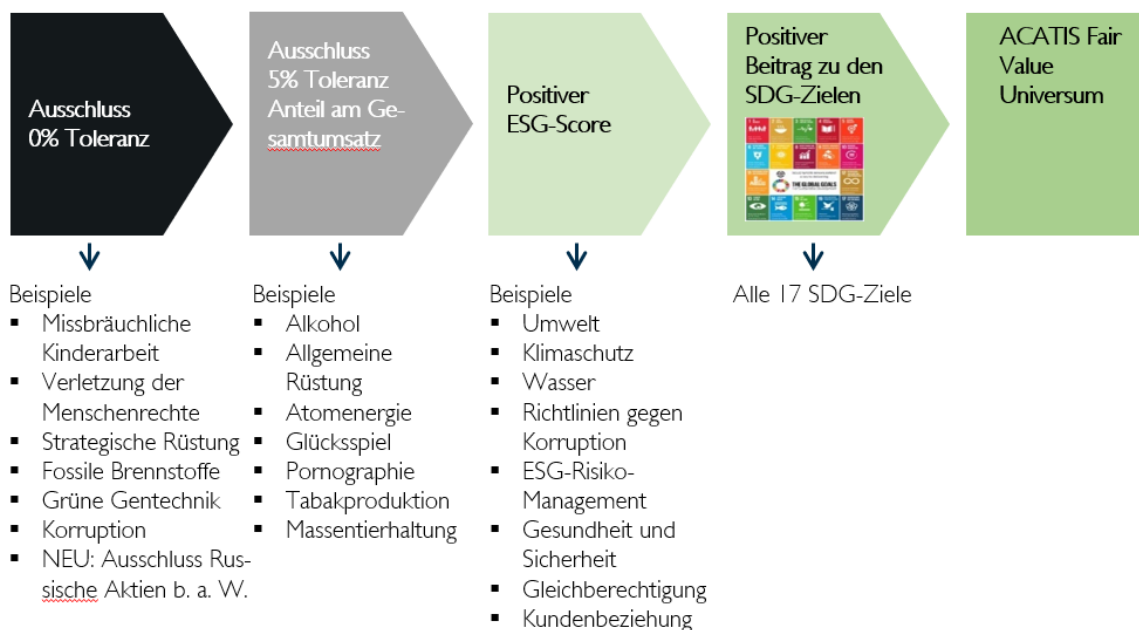 Ausschluss
0% Toleranz
Ausschluss
5% Toleranz
Anteil am Ge-
samtumsatz
Positiver
ESG-Score
Positiver
Beitrag zu den
SDG-Zielen
THE GLOBAL GOALS
ACATIS Fair
Value
Universum
Beispiele
▪ Missbräuchliche
Kinderarbeit
▪ Verletzung der
Menschenrechte
▪ Strategische Rüstung
▪ Fossile Brennstoffe
▪ Grüne Gentechnik
▪ Korruption
▪ NEU: Ausschluss Rus-
sische Aktien b. a. W.
Beispiele
▪ Alkohol
▪ Allgemeine
Rüstung
▪ Atomenergie
▪ Glücksspiel
▪ Pornographie
▪ Tabakproduktion
▪ Massentierhaltung
Beispiele
▪ Umwelt
▪ Klimaschutz
▪ Wasser
▪ Richtlinien gegen
Korruption
▪ ESG-Risiko-
Management
▪ Gesundheit und
Sicherheit
▪ Gleichberechtigung
▪ Kundenbeziehung
Alle 17 SDG-Ziele